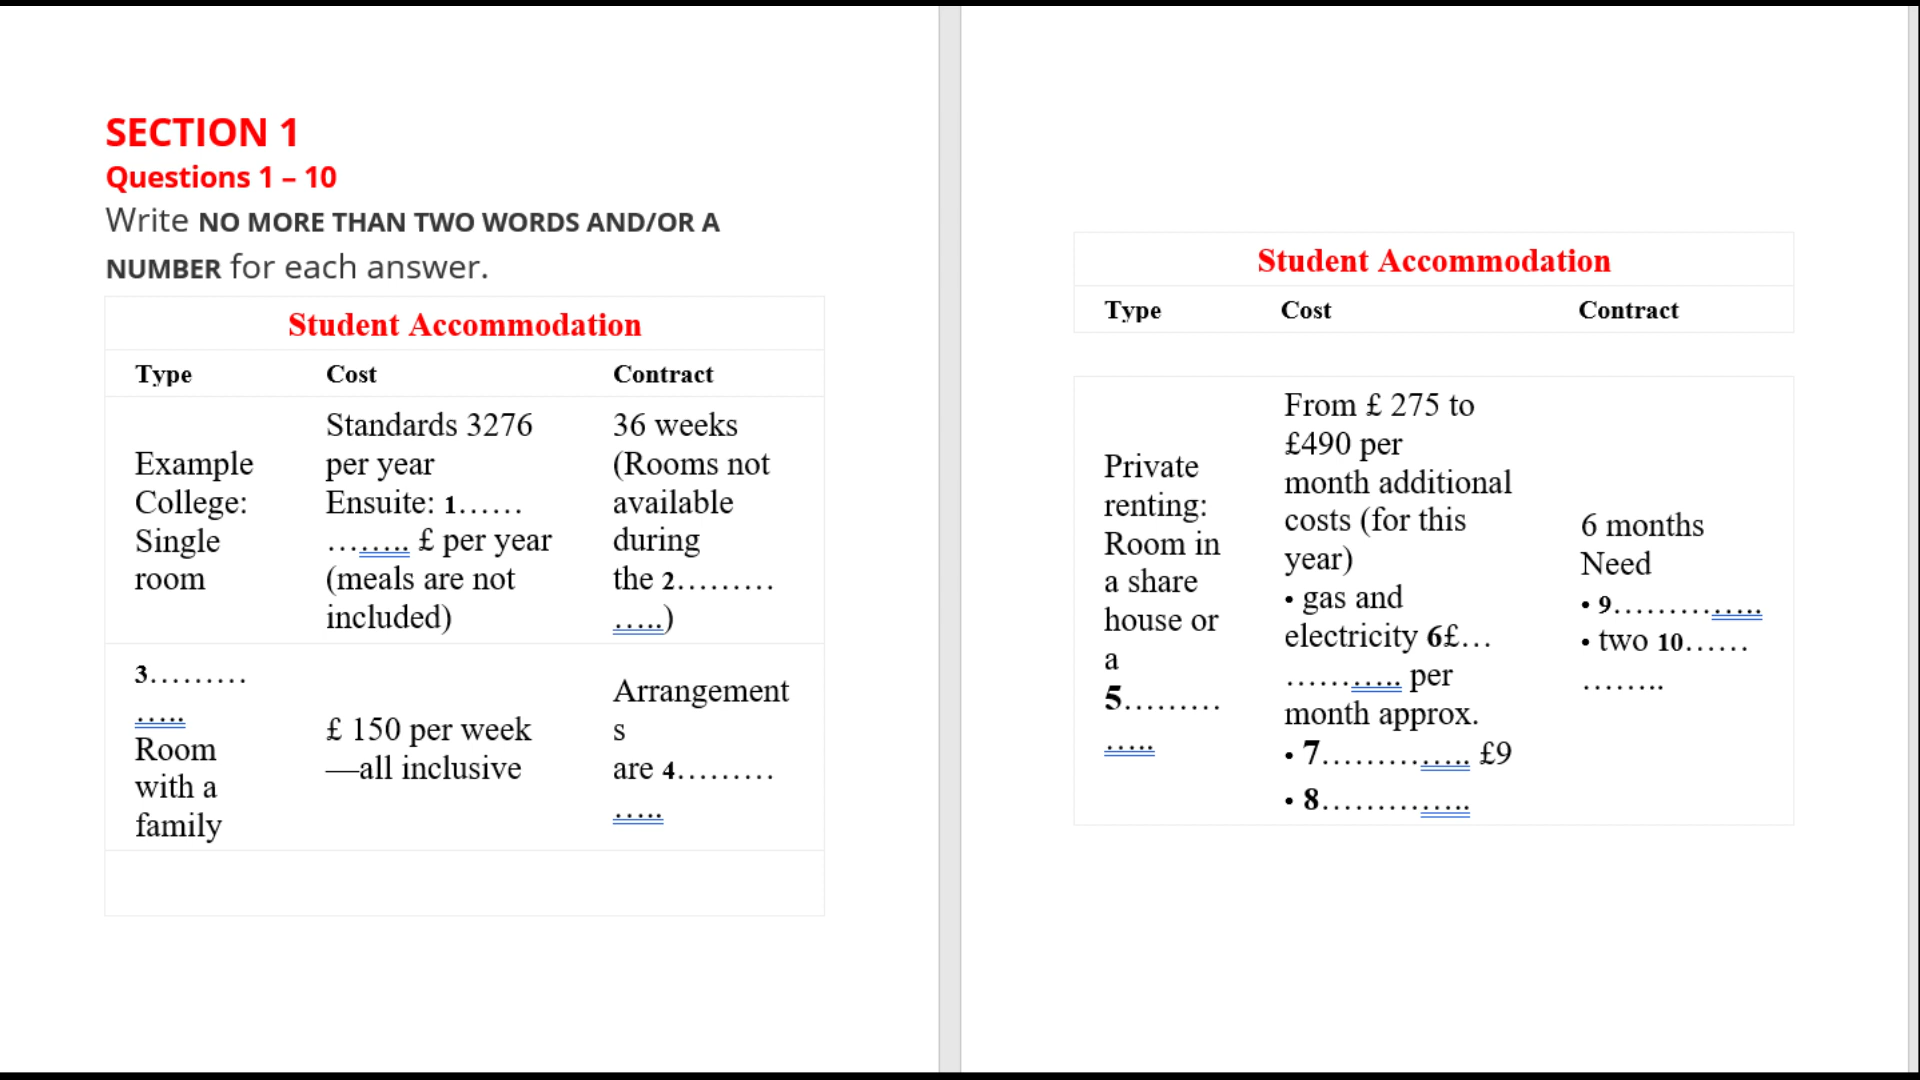 SECTION 1
Questions 1 – 10
Write NO MORE THAN TWO WORDS AND/OR A
NUMBER for each answer.
Student Accommodation
Type Cost Contract
Example
College:
Single
room
Standards 3276
per year
Ensuite: 1……
…..….. £ per year
(meals are not
included)
36 weeks
(Rooms not
available
during
the 2………
…..)
3………
…..
Room
with a
family
£ 150 per week
—all inclusive
Arrangement
s
are 4………
…..
Student Accommodation
Type Cost Contract
Private
renting:
Room in
a share
house or
a
5………
…..
From £ 275 to
£490 per
month additional
costs (for this
year)
• gas and
electricity 6£…
……….. per
month approx.
• 7………….. £9
• 8…………..
6 months
Need
• 9…………..
• two 10……
……..